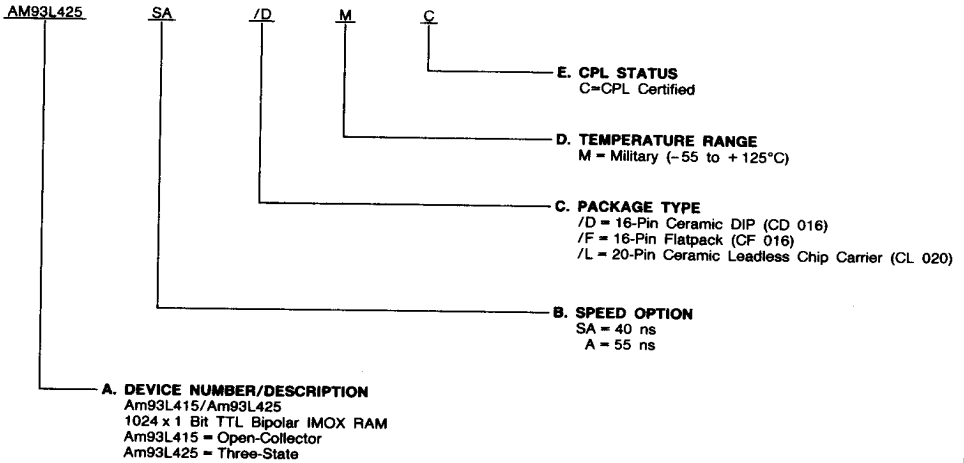 AM93L425 SA /D M C
E. CPL STATUS
C=CPL Certified
D. TEMPERATURE RANGE
M = Military (-55 to +125°C)
C. PACKAGE TYPE
/D = 16-Pin Ceramic DIP (CD 016)
/F = 16-Pin Flatpack (CF 016)
/L = 20-Pin Ceramic Leadless Chip Carrier (CL 020)
B. SPEED OPTION
SA = 40 ns
A = 55 ns
A. DEVICE NUMBER/DESCRIPTION
Am93L415/Am93L425
1024 x 1 Bit TTL Bipolar IMOX RAM
Am93L415 = Open-Collector
Am93L425 = Three-State